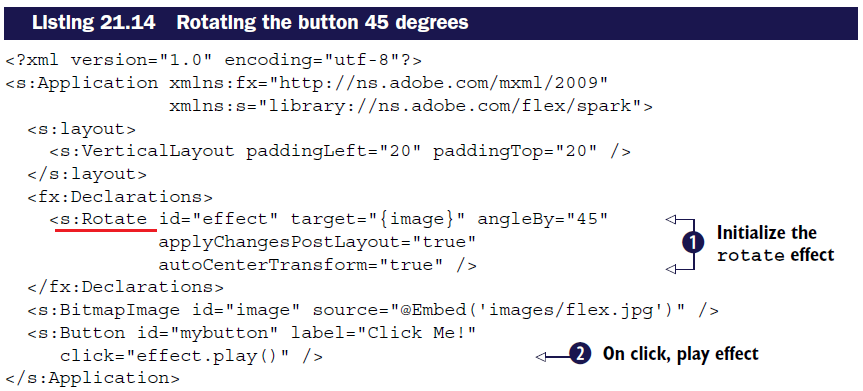 Listing 21.14 Rotating the button 45 degrees
<?xml version="1.0" encoding="utf-8"?>
<s:Application xmlns:fx="http://ns.adobe.com/mxml/2009"
xmlns:s="library://ns.adobe.com/flex/spark">
<s:layout>
<s:VerticalLayout paddingLeft="20" paddingTop="20" />
</s:layout>
<fx:Declarations>
<s:Rotate id="effect" target="{image}" angleBy="45"
applyChangesPostLayout="true"
autoCenterTransform="true" />
1 Initialize the
rotate effect
</fx:Declarations>
<s:BitmapImage id="image" source="@Embed('images/flex.jpg')" />
<s:Button id="mybutton" label="Click Me!"
click="effect.play()" />
2 On click, play effect
</s:Application>